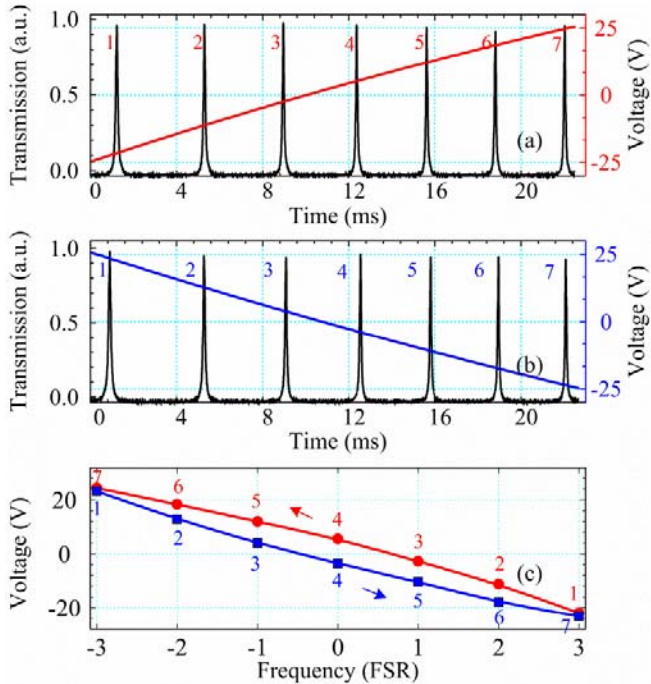 Transmission (a.u.)
1.0
0.5
0.0
1 2 3 4 5 6 7
25
0
-25
Voltage (V)
(a)
0 4 8 12 16 20
Time (ms)
Transmission (a.u.)
1.0
0.5
0.0
1 2 3 4 5 6 7
25
0
-25
Voltage (V)
(b)
0 4 8 12 16 20
Time (ms)
Voltage (V)
20
0
-20
7 6 5 4 3 2 1
1 2 3 4 5 6 7
(c)
-3 -2 -1 0 1 2 3
Frequency (FSR)